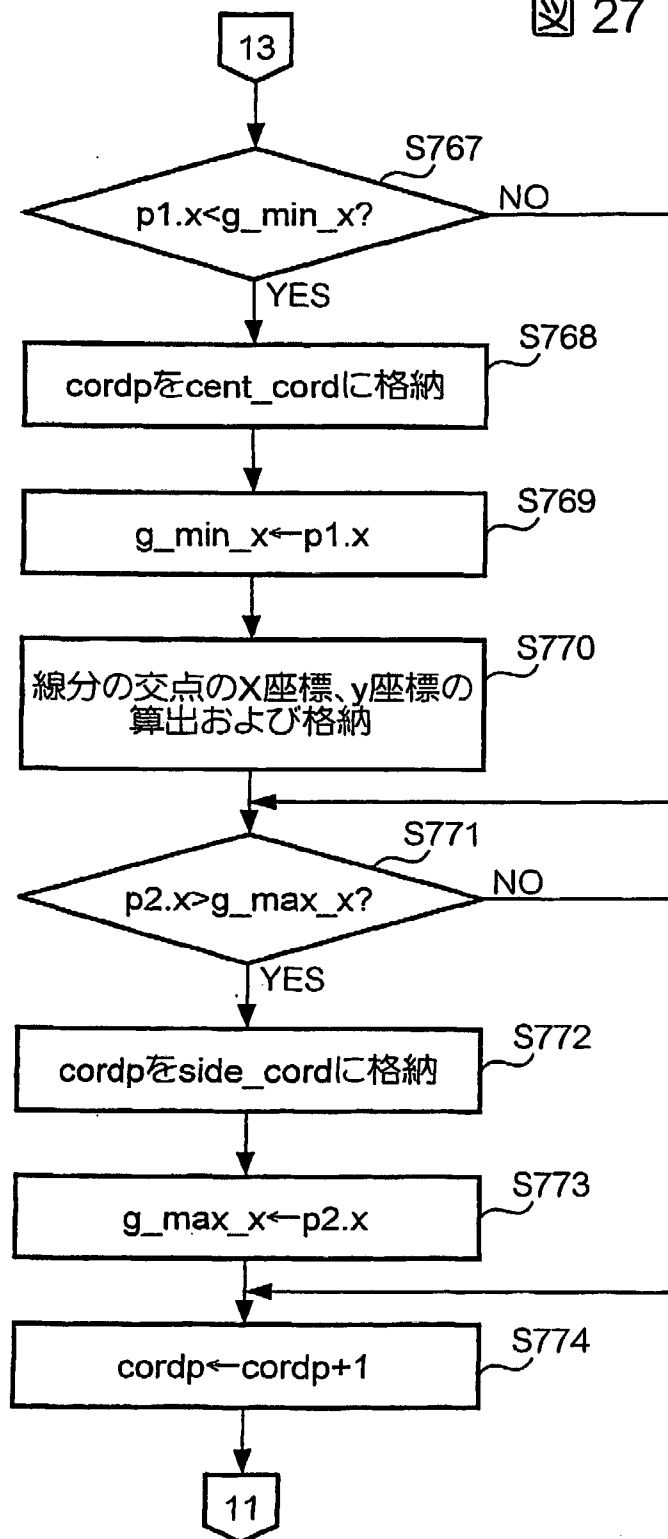 図 27
13
S767
p1.x<g_min_x?
NO
YES
S768
cordpをcent_cordに格納
S769
g_min_x←p1.x
S770
線分の交点のX座標、y座標の
算出および格納
S771
p2.x>g_max_x?
NO
YES
S772
cordpをside_cordに格納
S773
g_max_x←p2.x
S774
cordp←cordp+1
11